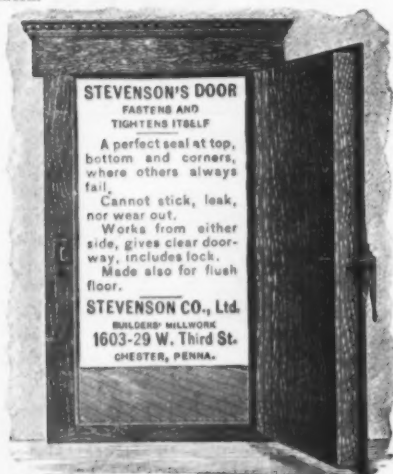 STEVENSON'S DOOR
FASTENS AND
TIGHTENS ITSELF
A perfect seal at top,
bottom and corners,
where others always
fail.
Cannot stick, leak,
nor wear out.
Works from either
side, gives clear door-
way, includes lock.
Made also for flush
floor.
STEVENSON CO., Ltd.
BUILDERS' MILLWORK
1603-29 W. Third St.
CHESTER, PENNA.